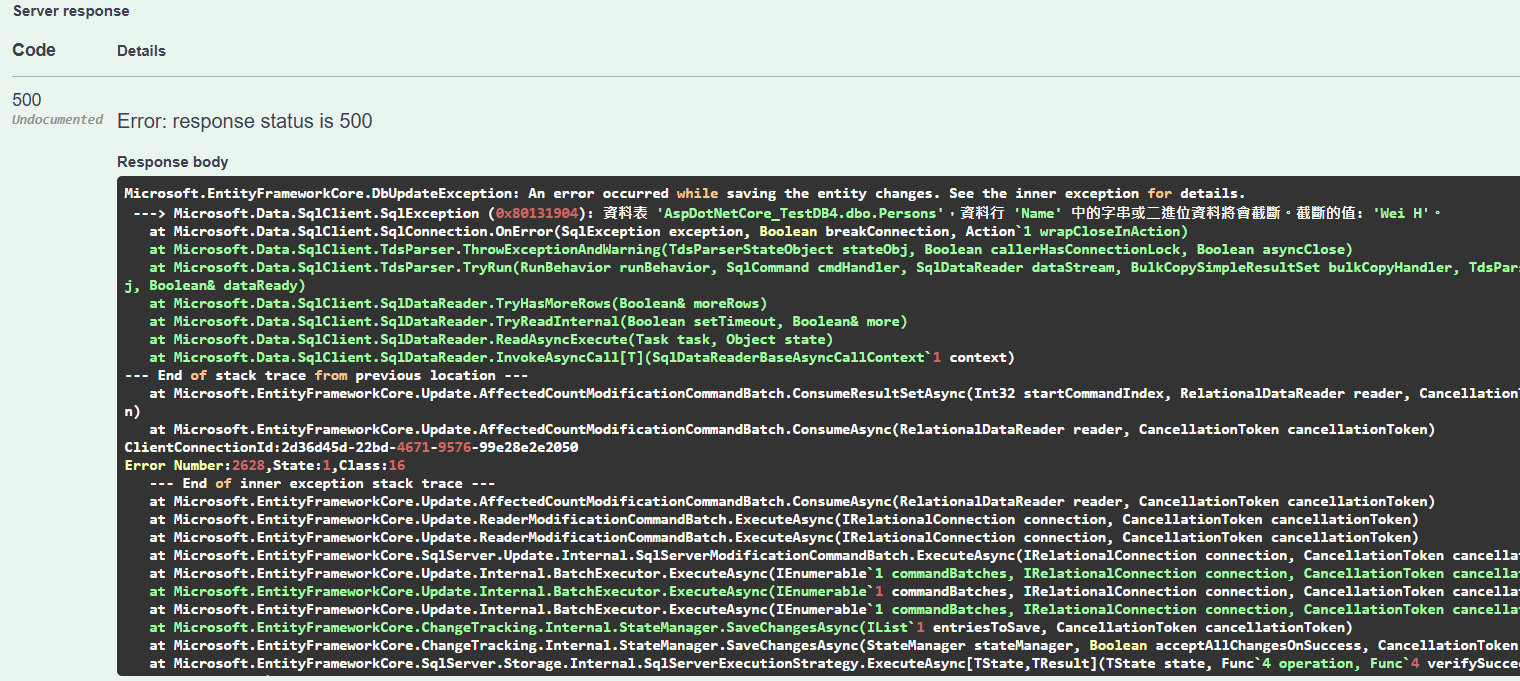 Server response
Code Details
500
Undocumented
Error: response status is 500
Response body
Microsoft.EntityFrameworkCore.DbUpdateException: An error occurred while saving the entity changes. See the inner exception for details.
 ---> Microsoft.Data.SqlClient.SqlException (0x80131904): 資料表 'AspDotNetCore_TestDB4.dbo.Persons'，資料行 'Name' 中的字串或二進位資料將會截斷。截斷的值: 'Wei H'。
   at Microsoft.Data.SqlClient.SqlConnection.OnError(SqlException exception, Boolean breakConnection, Action`1 wrapCloseInAction)
   at Microsoft.Data.SqlClient.TdsParser.ThrowExceptionAndWarning(TdsParserStateObject stateObj, Boolean callerHasConnectionLock, Boolean asyncClose)
   at Microsoft.Data.SqlClient.TdsParser.TryRun(RunBehavior runBehavior, SqlCommand cmdHandler, SqlDataReader dataStream, BulkCopySimpleResultSet bulkCopyHandler, TdsPars
j, Boolean& dataReady)
   at Microsoft.Data.SqlClient.SqlDataReader.TryHasMoreRows(Boolean& moreRows)
   at Microsoft.Data.SqlClient.SqlDataReader.TryReadInternal(Boolean setTimeout, Boolean& more)
   at Microsoft.Data.SqlClient.SqlDataReader.ReadAsyncExecute(Task task, Object state)
   at Microsoft.Data.SqlClient.SqlDataReader.InvokeAsyncCall[T](SqlDataReaderBaseAsyncCallContext`1 context)
--- End of stack trace from previous location ---
   at Microsoft.EntityFrameworkCore.Update.AffectedCountModificationCommandBatch.ConsumeResultSetAsync(Int32 startCommandIndex, RelationalDataReader reader, CancellationT
n)
   at Microsoft.EntityFrameworkCore.Update.AffectedCountModificationCommandBatch.ConsumeAsync(RelationalDataReader reader, CancellationToken cancellationToken)
ClientConnectionId:2d36d45d-22bd-4671-9576-99e28e2e2050
Error Number:2628,State:1,Class:16
   --- End of inner exception stack trace ---
   at Microsoft.EntityFrameworkCore.Update.AffectedCountModificationCommandBatch.ConsumeAsync(RelationalDataReader reader, CancellationToken cancellationToken)
   at Microsoft.EntityFrameworkCore.Update.ReaderModificationCommandBatch.ExecuteAsync(IRelationalConnection connection, CancellationToken cancellationToken)
   at Microsoft.EntityFrameworkCore.Update.ReaderModificationCommandBatch.ExecuteAsync(IRelationalConnection connection, CancellationToken cancellationToken)
   at Microsoft.EntityFrameworkCore.SqlServer.Update.Internal.SqlServerModificationCommandBatch.ExecuteAsync(IRelationalConnection connection, CancellationToken cancellat
   at Microsoft.EntityFrameworkCore.Update.Internal.BatchExecutor.ExecuteAsync(IEnumerable`1 commandBatches, IRelationalConnection connection, CancellationToken cancellat
   at Microsoft.EntityFrameworkCore.Update.Internal.BatchExecutor.ExecuteAsync(IEnumerable`1 commandBatches, IRelationalConnection connection, CancellationToken cancellat
   at Microsoft.EntityFrameworkCore.Update.Internal.BatchExecutor.ExecuteAsync(IEnumerable`1 commandBatches, IRelationalConnection connection, CancellationToken cancellat
   at Microsoft.EntityFrameworkCore.ChangeTracking.Internal.StateManager.SaveChangesAsync(IList`1 entriesToSave, CancellationToken cancellationToken)
   at Microsoft.EntityFrameworkCore.ChangeTracking.Internal.StateManager.SaveChangesAsync(StateManager stateManager, Boolean acceptAllChangesOnSuccess, CancellationToken
   at Microsoft.EntityFrameworkCore.SqlServer.Storage.Internal.SqlServerExecutionStrategy.ExecuteAsync[TState,TResult](TState state, Func`4 operation, Func`4 verifySucce